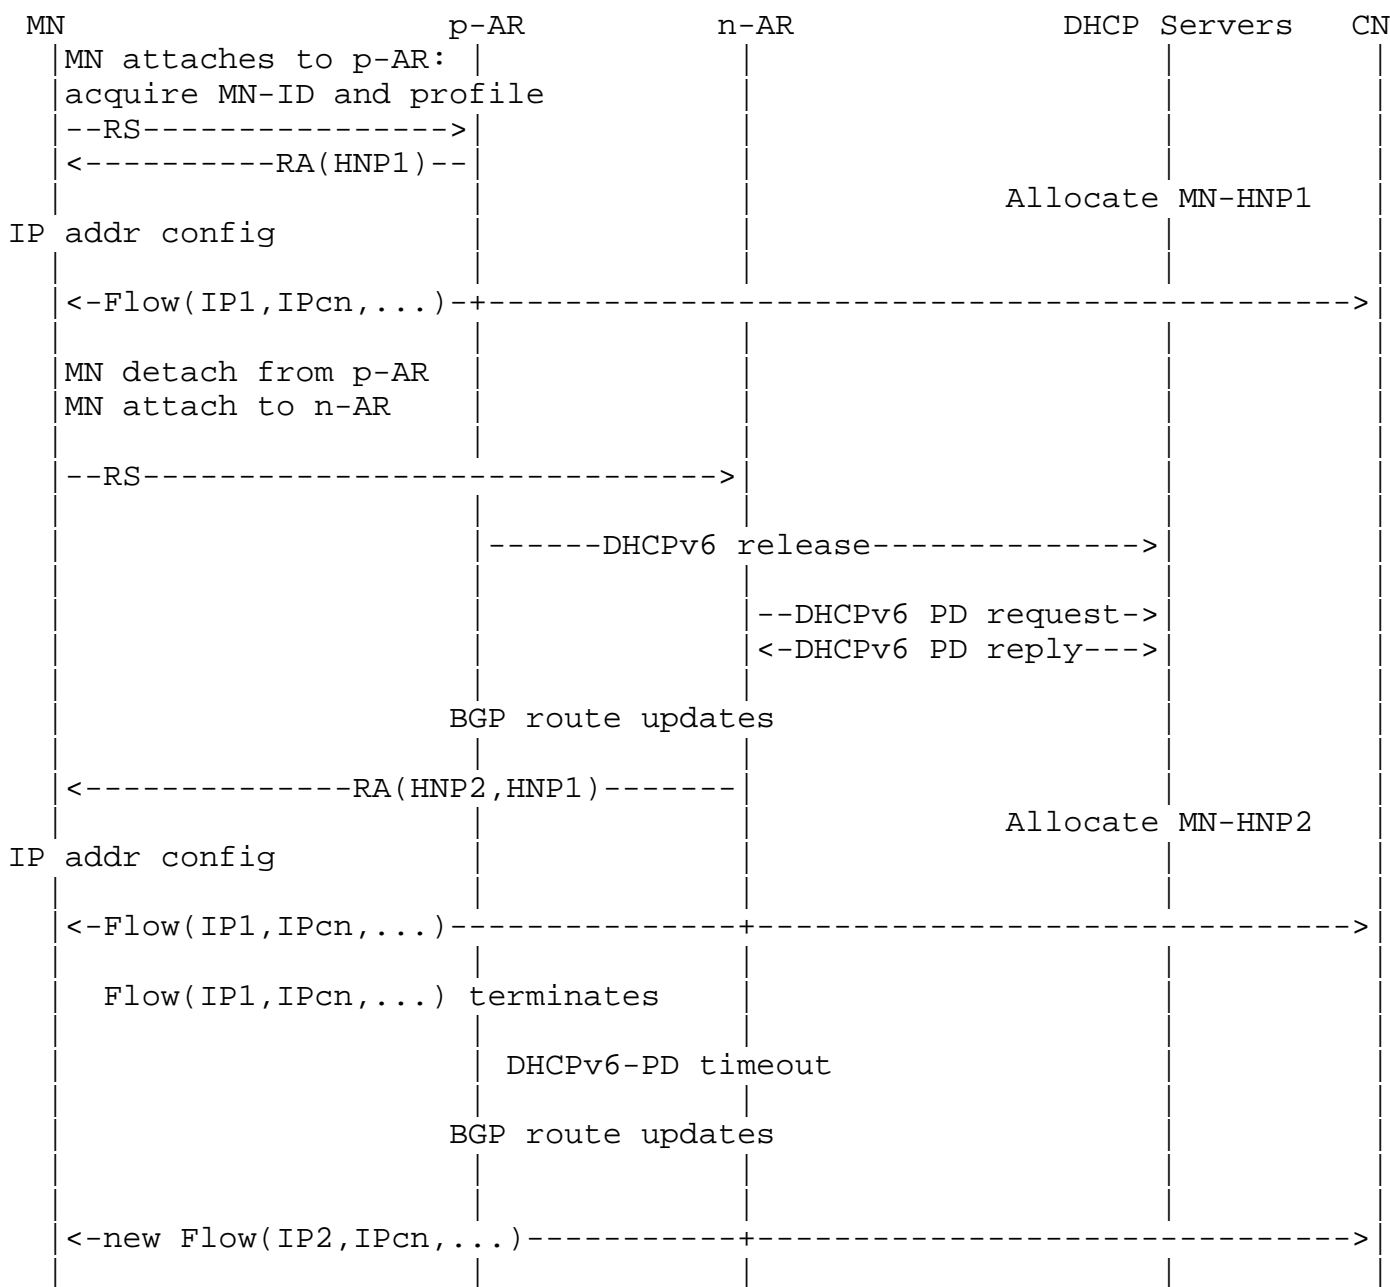 MN p-AR n-AR DHCP Servers CN
|MN attaches to p-AR: | | | |
|acquire MN-ID and profile | | |
|--RS---------------->| | | |
|<----------RA(HNP1)--| | | |
| | | Allocate MN-HNP1 |
IP addr config | | | |
| | | | |
|<-Flow(IP1,IPcn,...)-+--------------------------------------------->|
| | | | |
|MN detach from p-AR | | | |
|MN attach to n-AR | | | |
| | | | |
|--RS------------------------------>| | |
| | | | |
| |------DHCPv6 release-------------->| |
| | | | |
| | |--DHCPv6 PD request->| |
| | |<-DHCPv6 PD reply--->| |
| | | | |
| BGP route updates | |
| | | | |
|<--------------RA(HNP2,HNP1)-------| | |
| | | Allocate MN-HNP2 |
IP addr config | | | |
| | | | |
|<-Flow(IP1,IPcn,...)---------------+------------------------------->|
| | | | |
| Flow(IP1,IPcn,...) terminates | | |
| | | | |
| | DHCPv6-PD timeout | |
| | | | |
| BGP route updates | |
| | | | |
| | | | |
|<-new Flow(IP2,IPcn,...)-----------+------------------------------->|
| | | | |